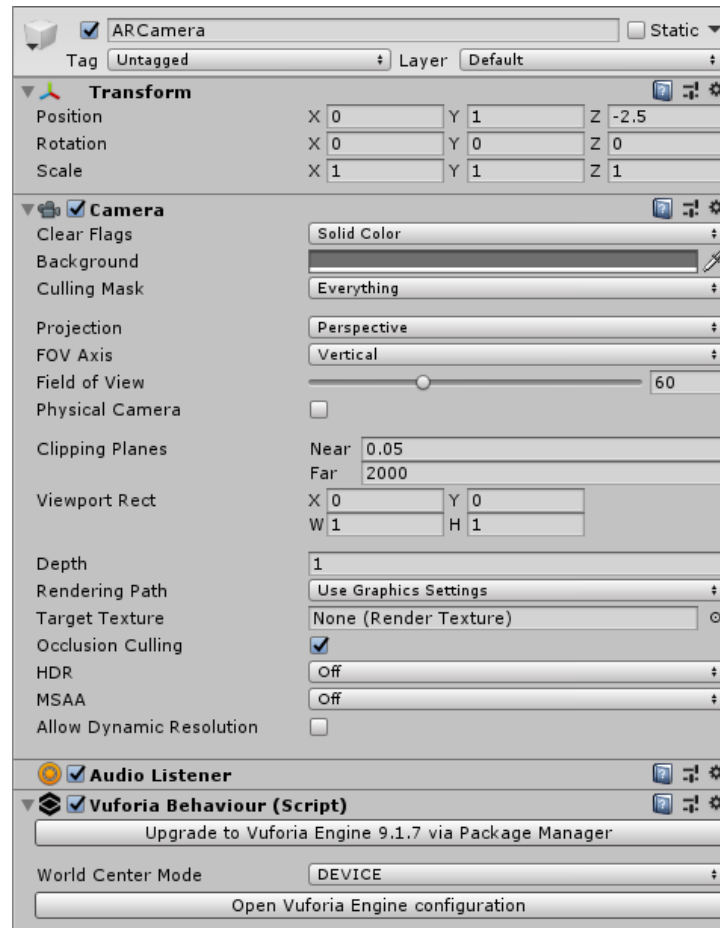 ARCamera Static
Tag Untagged Layer Default
Transform
Position X 0 Y 1 Z -2.5
Rotation X 0 Y 0 Z 0
Scale X 1 Y 1 Z 1
Camera
Clear Flags Solid Color
Background
Culling Mask Everything
Projection Perspective
FOV Axis Vertical
Field of View 60
Physical Camera
Clipping Planes Near 0.05
Far 2000
Viewport Rect X 0 Y 0
W 1 H 1
Depth 1
Rendering Path Use Graphics Settings
Target Texture None (Render Texture)
Occlusion Culling
HDR Off
MSAA Off
Allow Dynamic Resolution
Audio Listener
Vuforia Behaviour (Script)
Upgrade to Vuforia Engine 9.1.7 via Package Manager
World Center Mode DEVICE
Open Vuforia Engine configuration